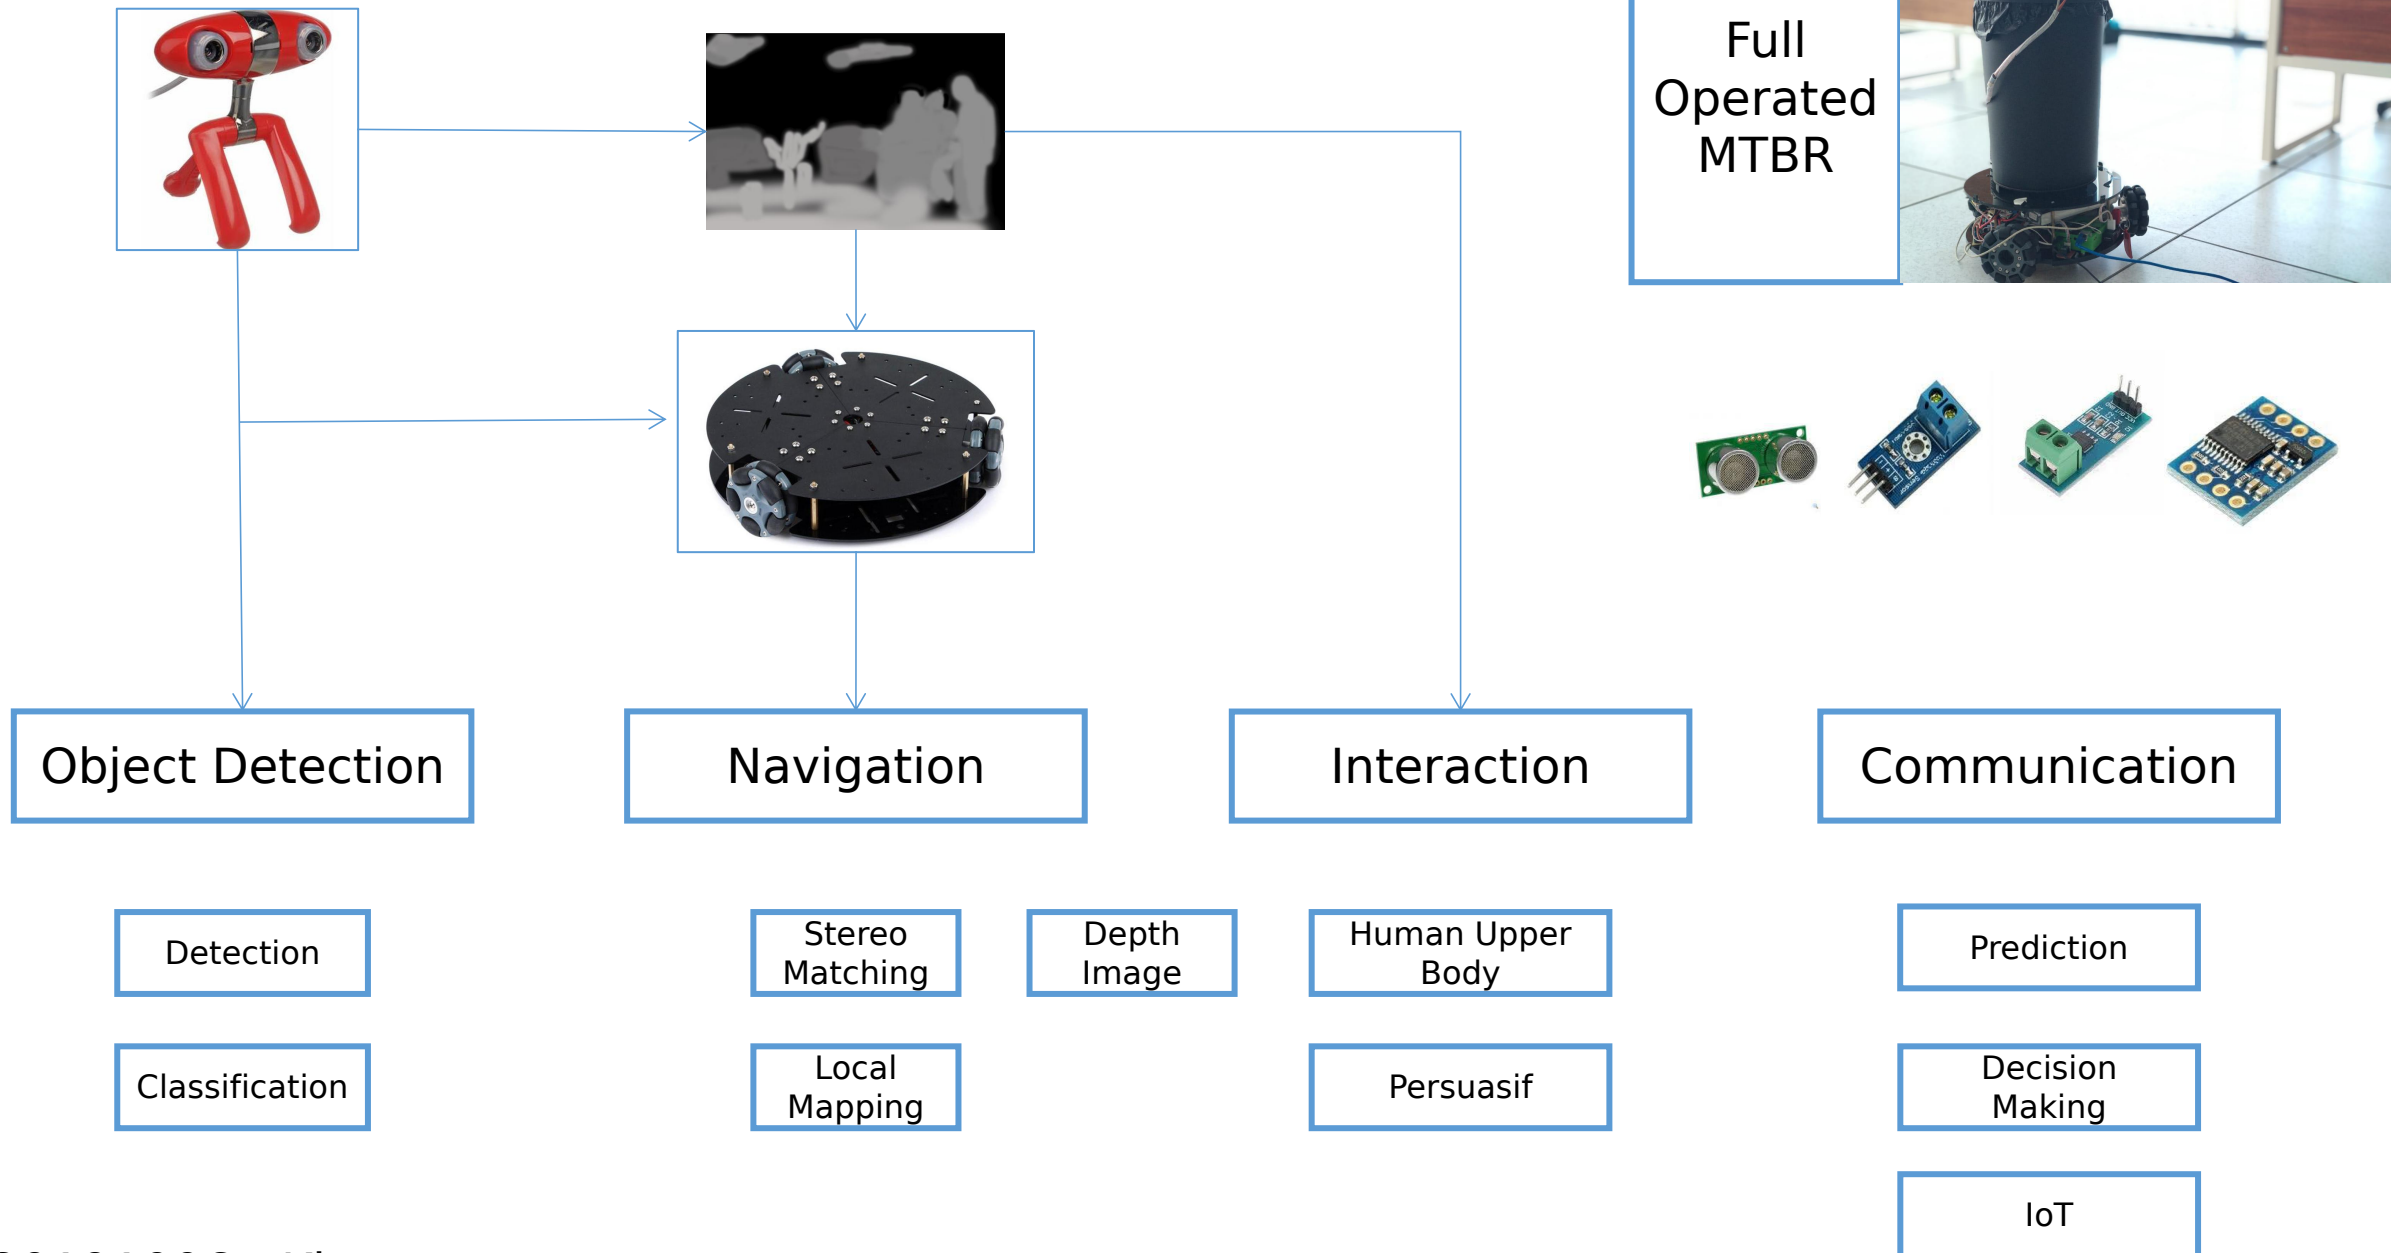 Full
Operated
MTBR
Object Detection
Navigation
Interaction
Communication
Detection
Stereo
Matching
Depth
Image
Human Upper
Body
Prediction
Classification
Local
Mapping
Persuasif
Decision
Making
IoT